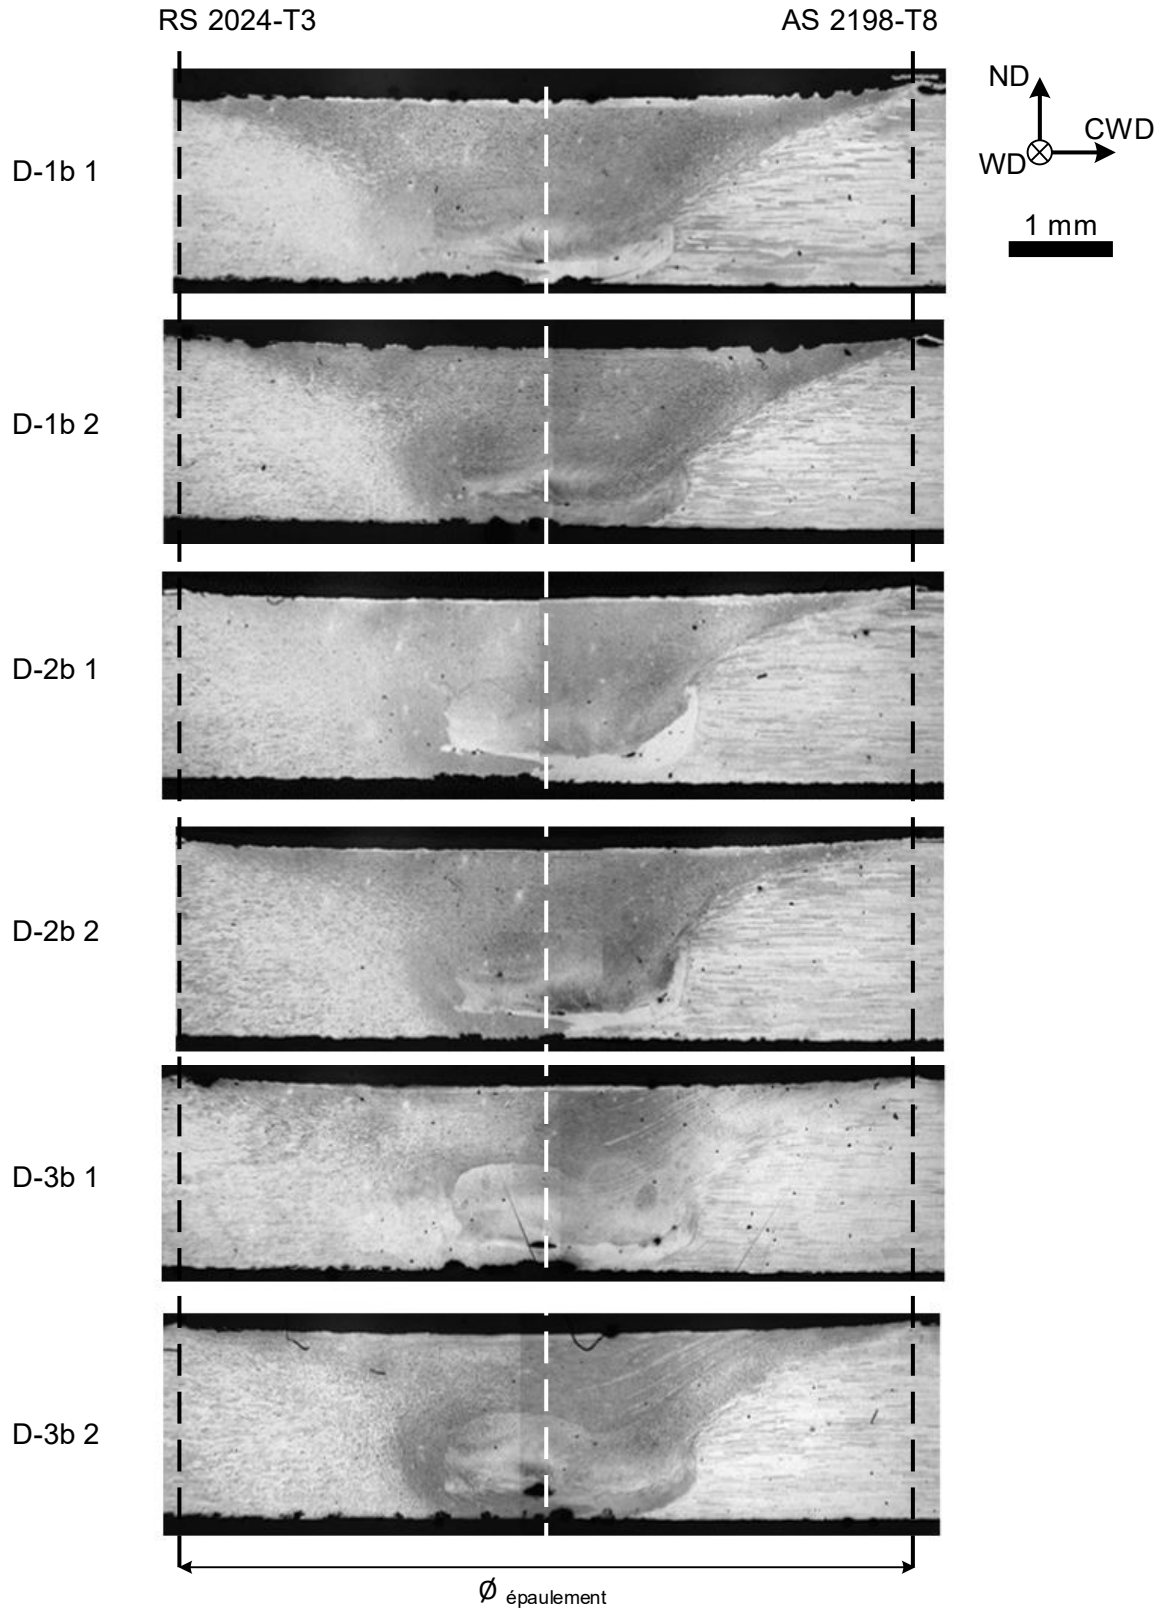 RS 2024-T3
AS 2198-T8
ND
CWD
WD
1 mm
D-1b 1
D-1b 2
D-2b 1
D-2b 2
D-3b 1
D-3b 2
Ø épaulement